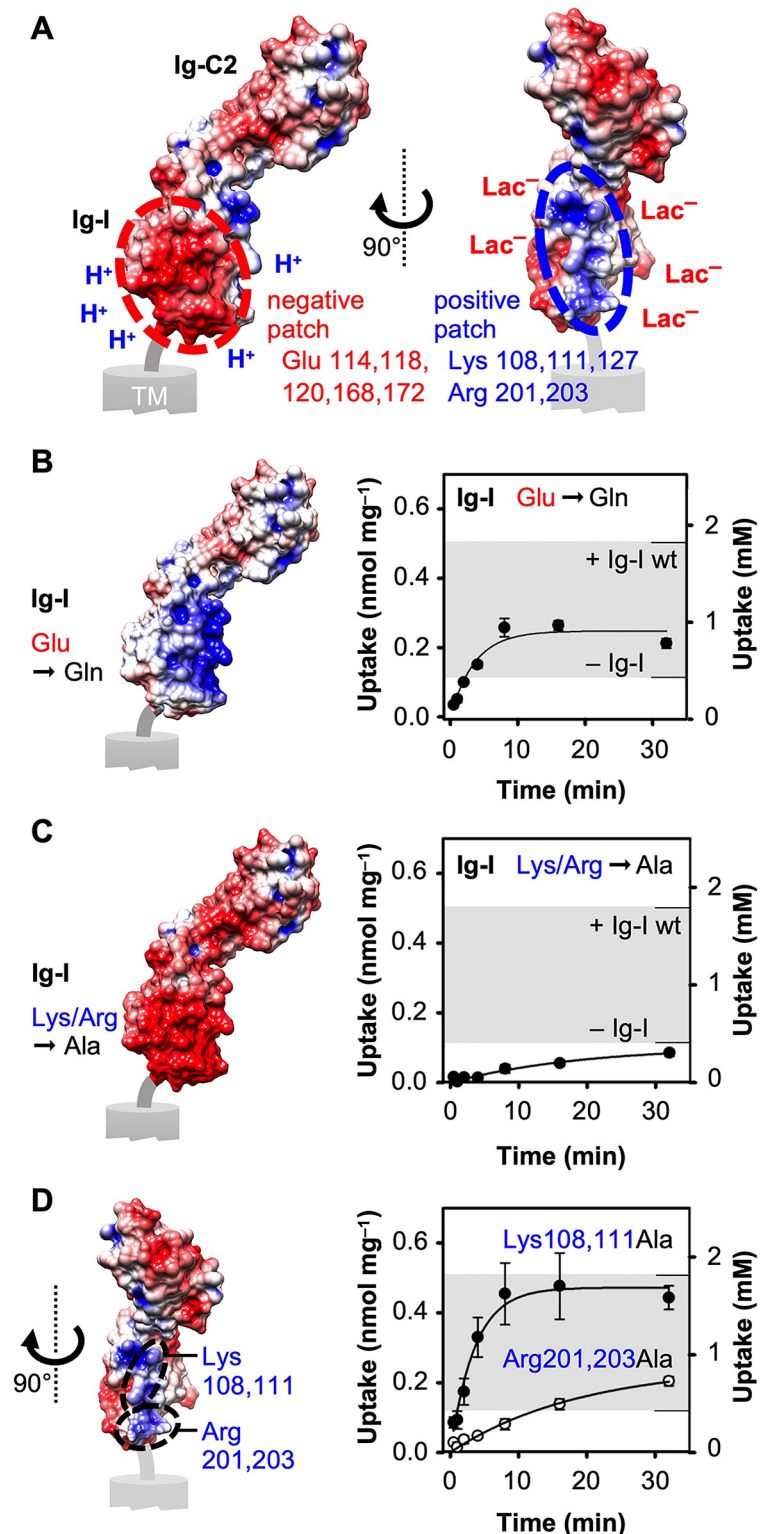 A
Ig-C2
Ig-I
H⁺
H⁺
H⁺
H⁺
H⁺
negative
patch
Glu 114,118,
120,168,172
TM
90°
Lac⁻
Lac⁻
Lac⁻
Lac⁻
Lac⁻
positive
patch
Lys 108,111,127
Arg 201,203
B
Ig-I
Glu
→ Gln
Ig-I Glu → Gln
+ Ig-I wt
– Ig-I
Uptake (nmol mg⁻¹)
0.6
0.4
0.2
0.0
Uptake (mM)
2
1
0
0 10 20 30
Time (min)
C
Ig-I
Lys/Arg
→ Ala
Ig-I Lys/Arg → Ala
+ Ig-I wt
– Ig-I
Uptake (nmol mg⁻¹)
0.6
0.4
0.2
0.0
Uptake (mM)
2
1
0
0 10 20 30
Time (min)
D
90°
Lys
108,111
Arg
201,203
Lys108,111Ala
Arg201,203Ala
Uptake (nmol mg⁻¹)
0.6
0.4
0.2
0.0
Uptake (mM)
2
1
0
0 10 20 30
Time (min)